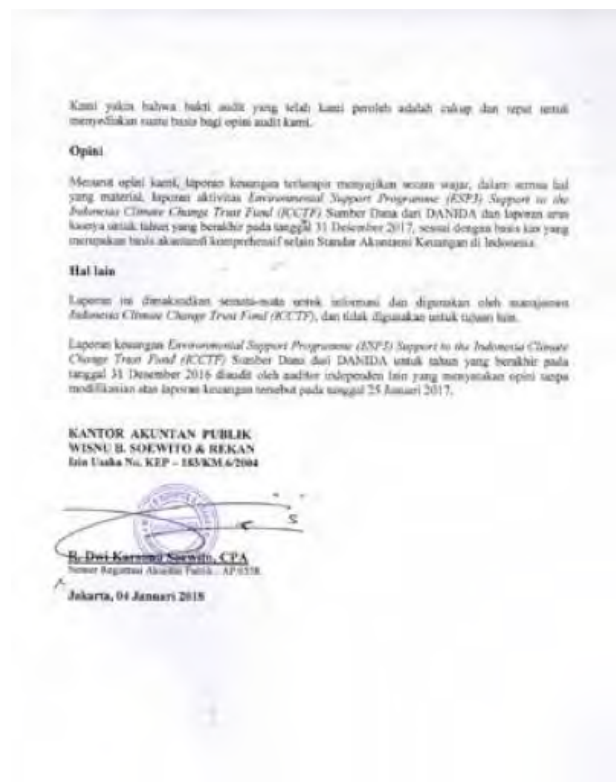 Kami yakin bahwa bukti audit yang telah kami peroleh adalah cukup dan tepat untuk
menyediakan suatu basis bagi opini audit kami.
Opini
Menurut opini kami, laporan keuangan terlampir menyajikan secara wajar, dalam semua hal
yang material, laporan aktivitas Environmental Support Programme (ESP3) Support to the
Indonesia Climate Change Trust Fund (ICCTF) Sumber Dana dari DANIDA dan laporan arus
kasnya untuk tahun yang berakhir pada tanggal 31 Desember 2017, sesuai dengan basis kas yang
merupakan basis akuntansi komprehensif selain Standar Akuntansi Keuangan di Indonesia.
Hal lain
Laporan ini dimaksudkan semata-mata untuk informasi dan digunakan oleh manajemen
Indonesia Climate Change Trust Fund (ICCTF), dan tidak digunakan untuk tujuan lain.
Laporan keuangan Environmental Support Programme (ESP3) Support to the Indonesia Climate
Change Trust Fund (ICCTF) Sumber Dana dari DANIDA untuk tahun yang berakhir pada
tanggal 31 Desember 2016 diaudit oleh auditor independen lain yang menyatakan opini tanpa
modifikasian atas laporan keuangan tersebut pada tanggal 25 Januari 2017.
KANTOR AKUNTAN PUBLIK
WISNU B. SOEWITO & REKAN
Izin Usaha No. KEP – 183/KM.6/2004
R. Dwi Soewito, CPA
Nomor Registrasi Akuntan Publik : AP.0338
Jakarta, 04 Januari 2018